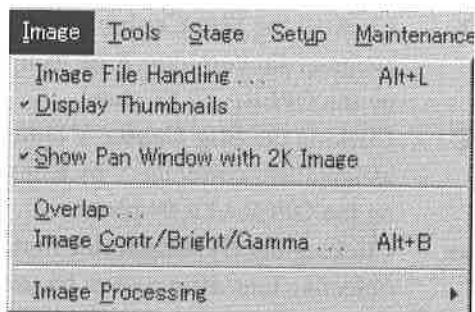 Image Tools Stage Setup Maintenance
Image File Handling . . . Alt+L
Display Thumbnails
Show Pan Window with 2K Image
Overlap . . .
Image Contr/Bright/Gamma . . . Alt+B
Image Processing